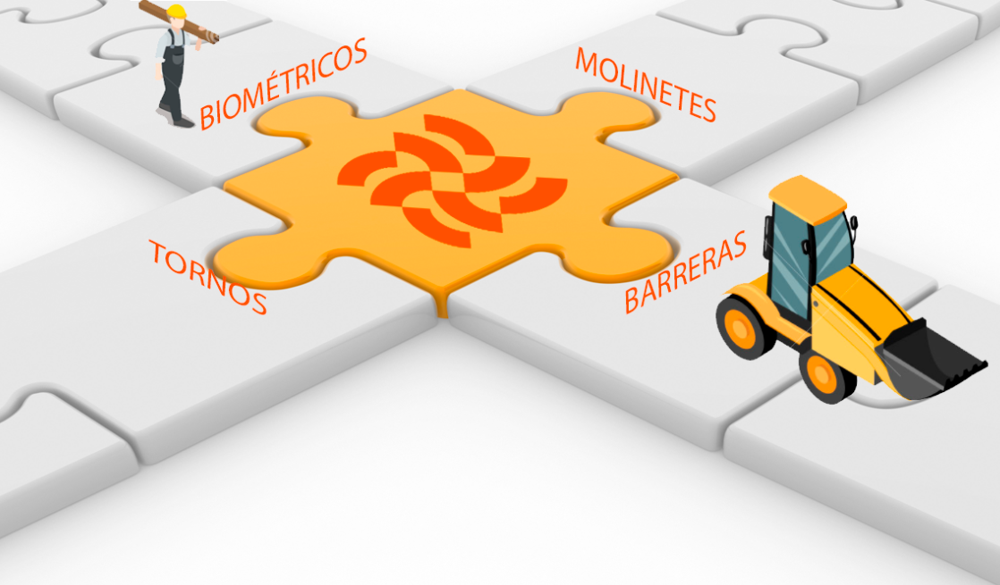 BIOMÉTRICOS
MOLINETES
TORNOS
BARRERAS